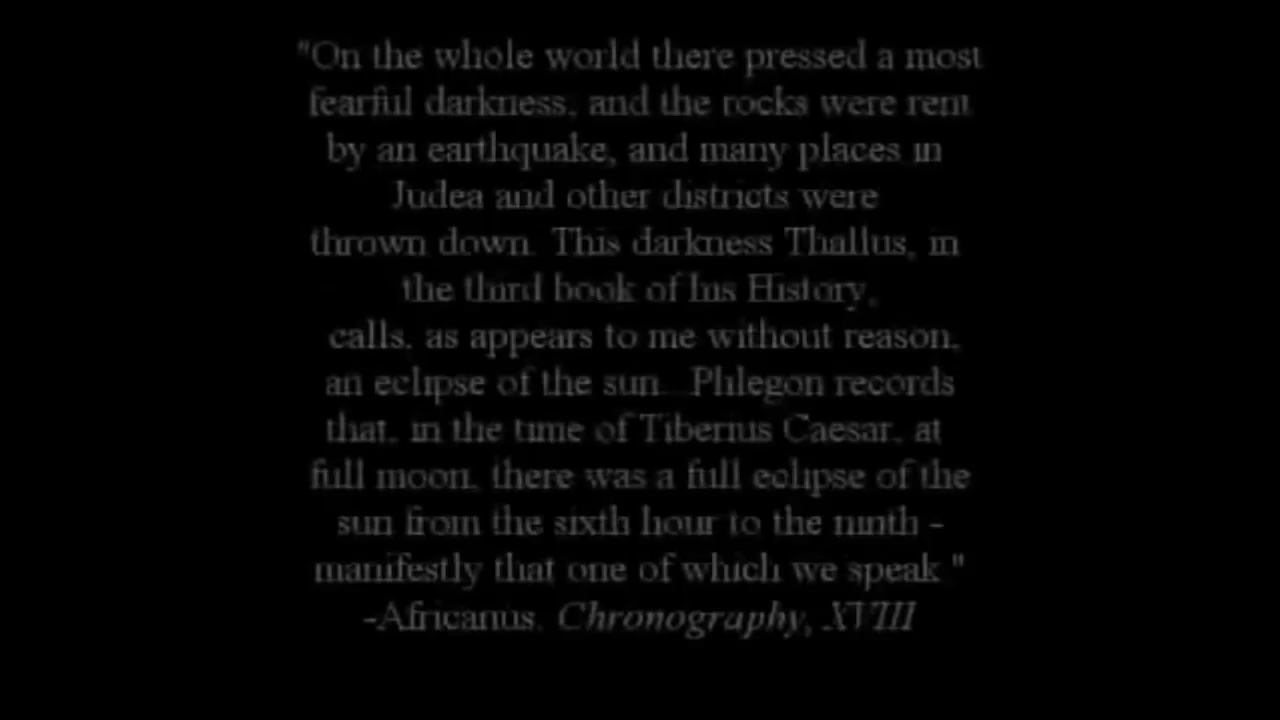 "On the whole world there pressed a most
fearful darkness, and the rocks were rent
by an earthquake, and many places in
Judea and other districts were
thrown down. This darkness Thallus, in
the third book of his History,
calls, as appears to me without reason,
an eclipse of the sun...Phlegon records
that, in the time of Tiberius Caesar, at
full moon, there was a full eclipse of the
sun from the sixth hour to the ninth -
manifestly that one of which we speak."
-Africanus, Chronography, XVIII